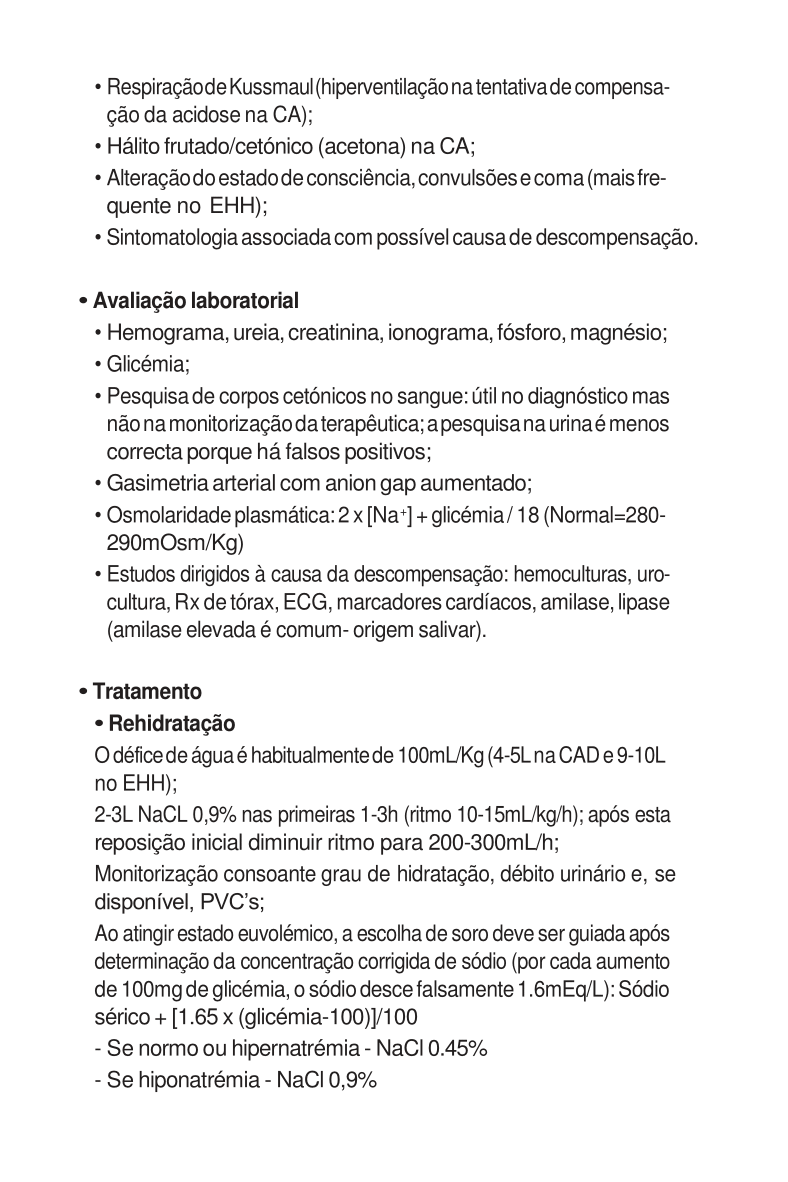 • Respiração de Kussmaul (hiperventilação na tentativa de compensa-
ção da acidose na CA);
• Hálito frutado/cetónico (acetona) na CA;
• Alteração do estado de consciência, convulsões e coma (mais fre-
quente no EHH);
• Sintomatologia associada com possível causa de descompensação.
• Avaliação laboratorial
• Hemograma, ureia, creatinina, ionograma, fósforo, magnésio;
• Glicémia;
• Pesquisa de corpos cetónicos no sangue: útil no diagnóstico mas
não na monitorização da terapêutica; a pesquisa na urina é menos
correcta porque há falsos positivos;
• Gasimetria arterial com anion gap aumentado;
• Osmolaridade plasmática: 2 x [Na⁺] + glicémia / 18 (Normal=280-
290mOsm/Kg)
• Estudos dirigidos à causa da descompensação: hemoculturas, uro-
cultura, Rx de tórax, ECG, marcadores cardíacos, amilase, lipase
(amilase elevada é comum- origem salivar).
• Tratamento
• Rehidratação
O défice de água é habitualmente de 100mL/Kg (4-5L na CAD e 9-10L
no EHH);
2-3L NaCL 0,9% nas primeiras 1-3h (ritmo 10-15mL/kg/h); após esta
reposição inicial diminuir ritmo para 200-300mL/h;
Monitorização consoante grau de hidratação, débito urinário e, se
disponível, PVC’s;
Ao atingir estado euvolémico, a escolha de soro deve ser guiada após
determinação da concentração corrigida de sódio (por cada aumento
de 100mg de glicémia, o sódio desce falsamente 1.6mEq/L): Sódio
sérico + [1.65 x (glicémia-100)]/100
- Se normo ou hipernatrémia - NaCl 0.45%
- Se hiponatrémia - NaCl 0,9%